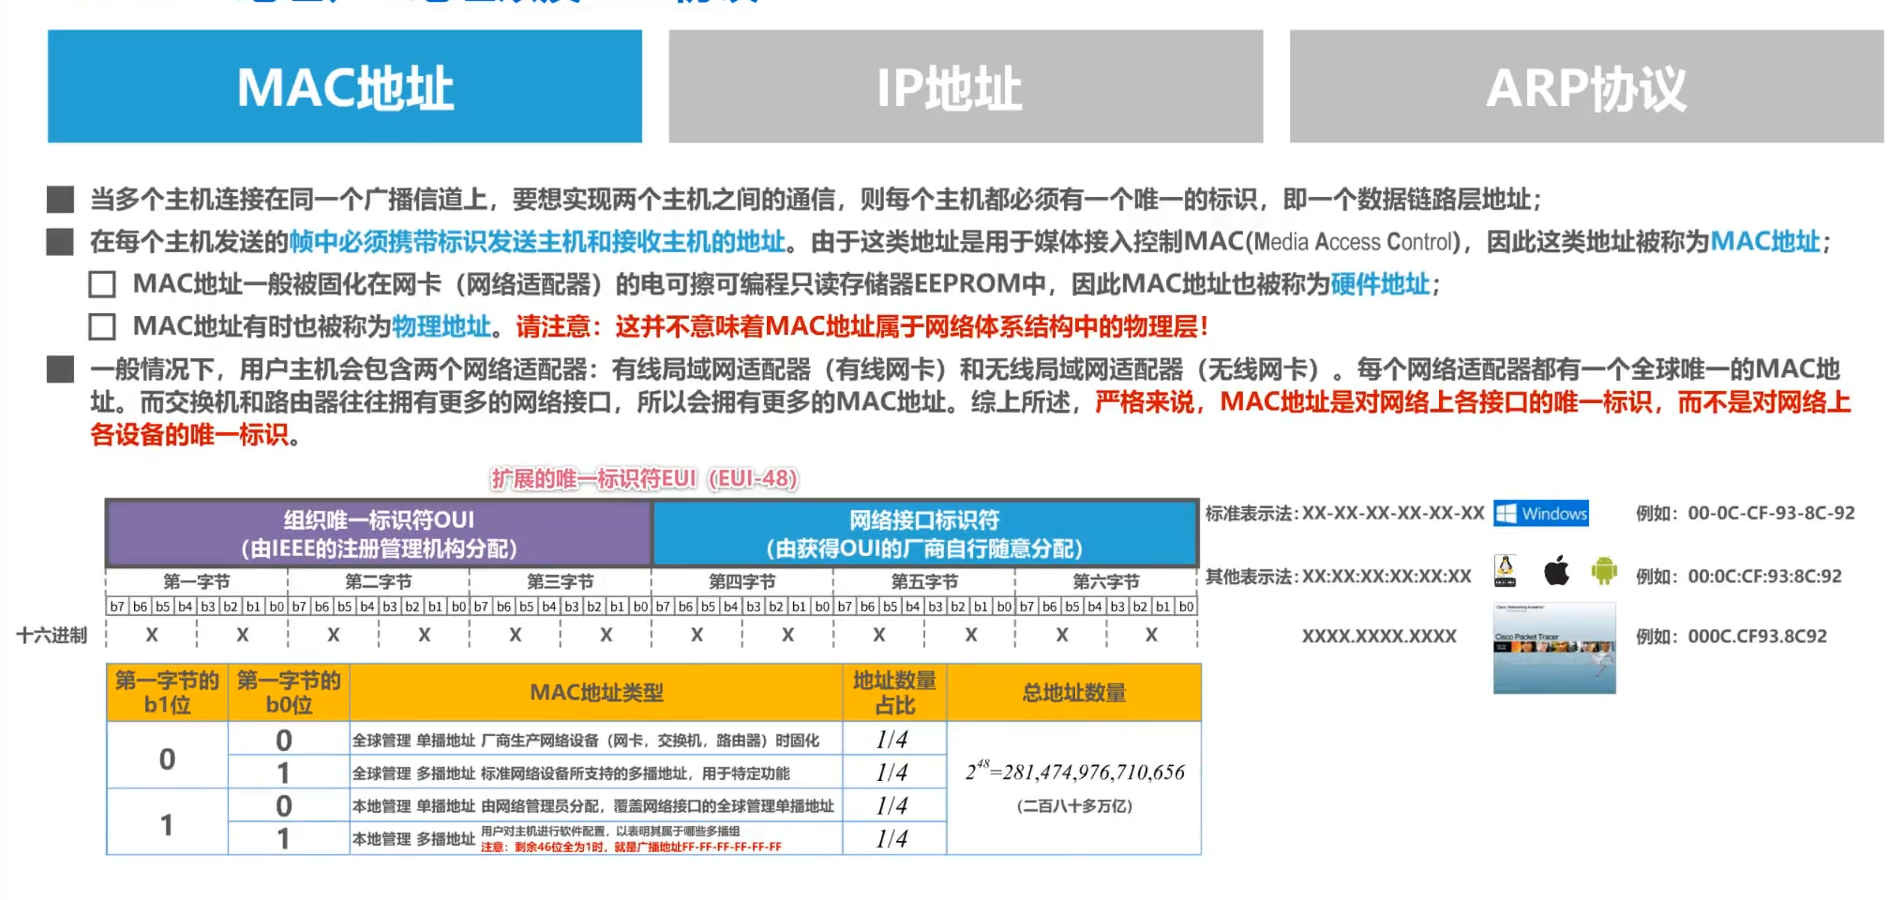 MAC地址
IP地址
ARP协议
当多个主机连接在同一个广播信道上，要想实现两个主机之间的通信，则每个主机都必须有一个唯一的标识，即一个数据链路层地址；
在每个主机发送的帧中必须携带标识发送主机和接收主机的地址。由于这类地址是用于媒体接入控制MAC(Media Access Control)，因此这类地址被称为MAC地址；
MAC地址一般被固化在网卡（网络适配器）的电可擦可编程只读存储器EEPROM中，因此MAC地址也被称为硬件地址；
MAC地址有时也被称为物理地址。请注意：这并不意味着MAC地址属于网络体系结构中的物理层！
一般情况下，用户主机会包含两个网络适配器：有线局域网适配器（有线网卡）和无线局域网适配器（无线网卡）。每个网络适配器都有一个全球唯一的MAC地
址。而交换机和路由器往往拥有更多的网络接口，所以会拥有更多的MAC地址。综上所述，严格来说，MAC地址是对网络上各接口的唯一标识，而不是对网络上
各设备的唯一标识。
扩展的唯一标识符EUI（EUI-48）
组织唯一标识符OUI
（由IEEE的注册管理机构分配）
网络接口标识符
（由获得OUI的厂商自行随意分配）
第一字节 第二字节 第三字节 第四字节 第五字节 第六字节
b7 b6 b5 b4 b3 b2 b1 b0 b7 b6 b5 b4 b3 b2 b1 b0 b7 b6 b5 b4 b3 b2 b1 b0 b7 b6 b5 b4 b3 b2 b1 b0 b7 b6 b5 b4 b3 b2 b1 b0 b7 b6 b5 b4 b3 b2 b1 b0
十六进制 X X X X X X X X X X X X
标准表示法：XX-XX-XX-XX-XX-XX Windows 例如：00-0C-CF-93-8C-92
其他表示法：XX:XX:XX:XX:XX:XX 例如：00:0C:CF:93:8C:92
Cisco Packet Tracer
XXXX.XXXX.XXXX 例如：000C.CF93.8C92
第一字节的
b1位
第一字节的
b0位
MAC地址类型
地址数量
占比
总地址数量
0
0 全球管理 单播地址 厂商生产网络设备（网卡，交换机，路由器）时固化 1/4
1 全球管理 多播地址 标准网络设备所支持的多播地址，用于特定功能 1/4
1
0 本地管理 单播地址 由网络管理员分配，覆盖网络接口的全球管理单播地址 1/4
1 本地管理 多播地址 用户对主机进行软件配置，以表明其属于哪些多播组
注意：剩余46位全为1时，就是广播地址FF-FF-FF-FF-FF-FF
1/4
2^48=281,474,976,710,656
（二百八十多万亿）